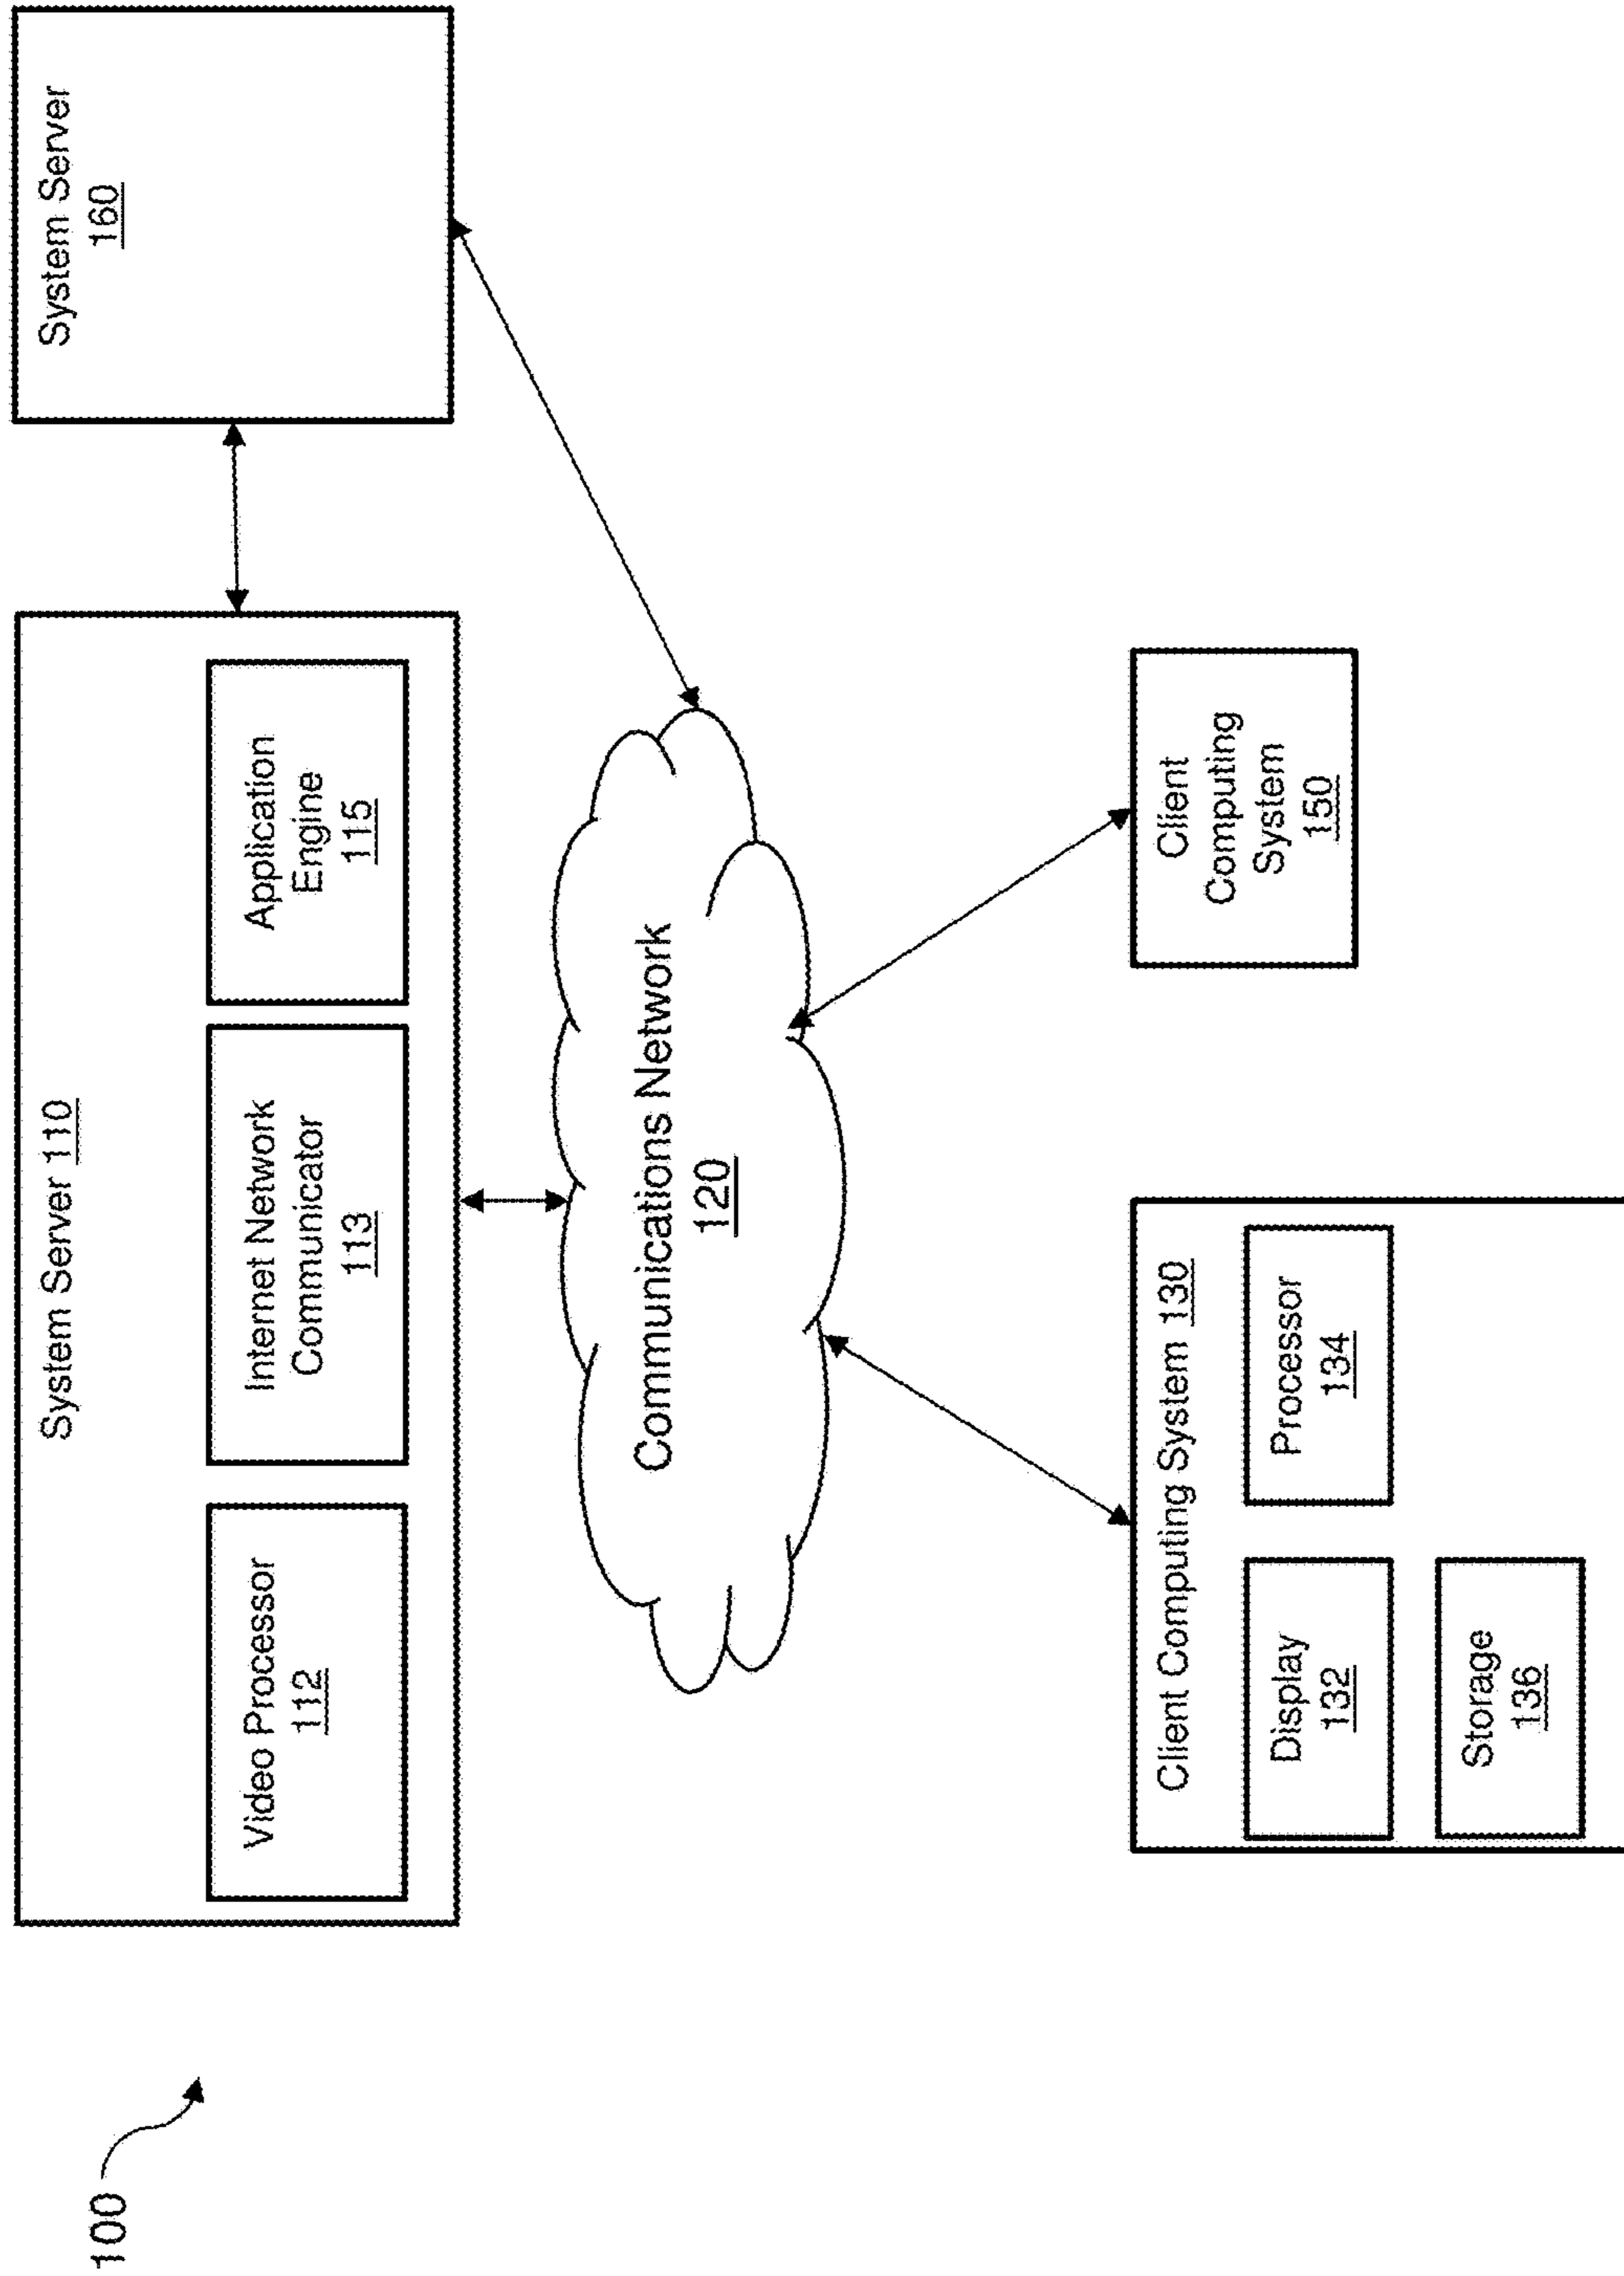 100
System Server 110
Video Processor
112
Internet Network
Communicator
113
Application
Engine
115
System Server
160
Communications Network
120
Client Computing System 130
Display
132
Processor
134
Storage
136
Client
Computing
System
150